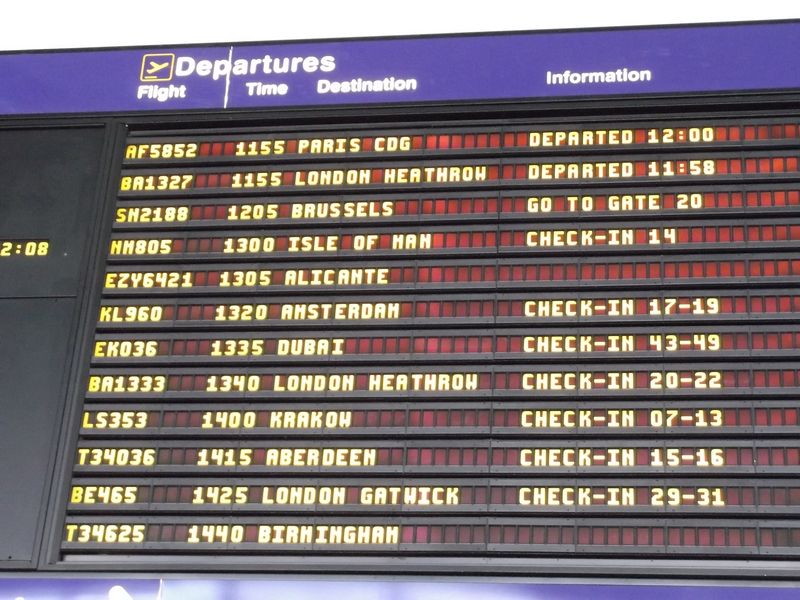 Departures
Flight Time Destination Information
AF5852 1155 PARIS CDG DEPARTED 12:00
BA1327 1155 LONDON HEATHROW DEPARTED 11:58
SN2188 1205 BRUSSELS GO TO GATE 20
NM805 1300 ISLE OF MAN CHECK-IN 14
2:08
EZY6421 1305 ALICANTE
KL960 1320 AMSTERDAM CHECK-IN 17-19
EK036 1335 DUBAI CHECK-IN 43-49
BA1333 1340 LONDON HEATHROW CHECK-IN 20-22
LS353 1400 KRAKOW CHECK-IN 07-13
T34036 1415 ABERDEEN CHECK-IN 15-16
BE465 1425 LONDON GATWICK CHECK-IN 29-31
T34625 1440 BIRMINGHAM